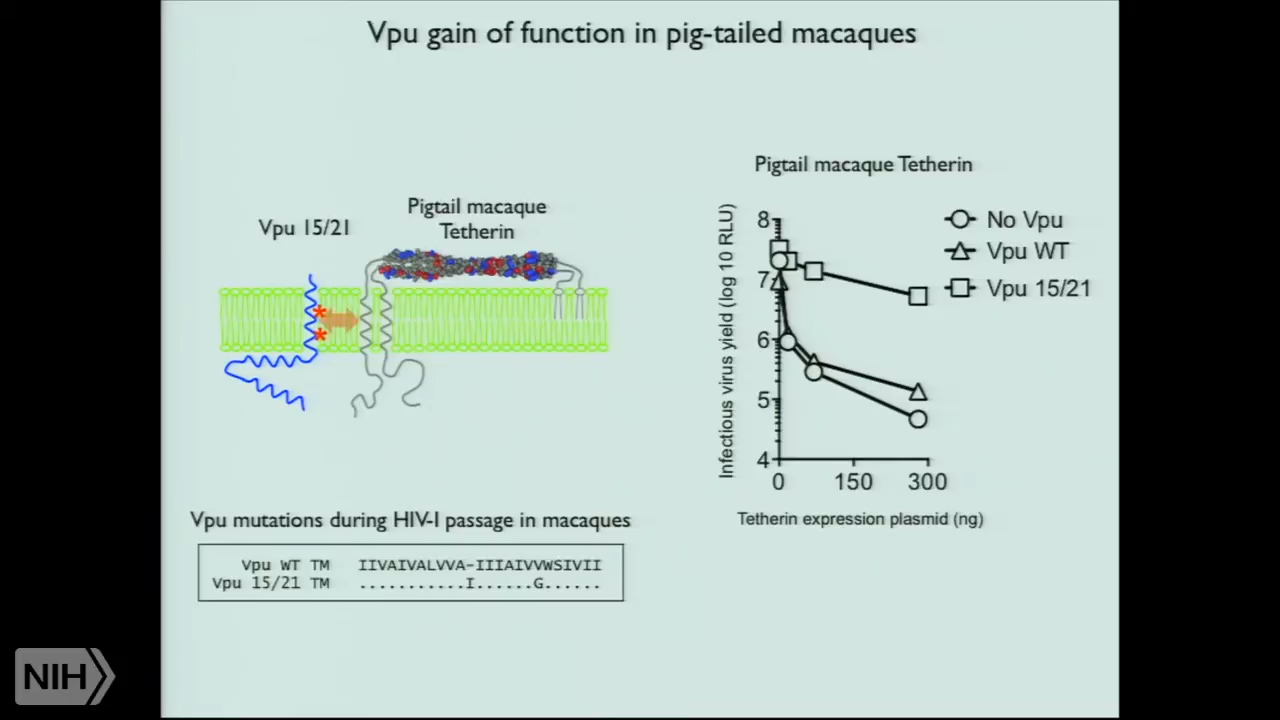 Vpu gain of function in pig-tailed macaques
Vpu 15/21
Pigtail macaque
Tetherin
*
*
Vpu mutations during HIV-1 passage in macaques
Vpu WT TM IIVAIVALVVA-IIIAIVVWSIVII
Vpu 15/21 TM ...........I......G......
Pigtail macaque Tetherin
No Vpu
Vpu WT
Vpu 15/21
Infectious virus yield (log 10 RLU)
8
7
6
5
4
0 150 300
Tetherin expression plasmid (ng)
NIH